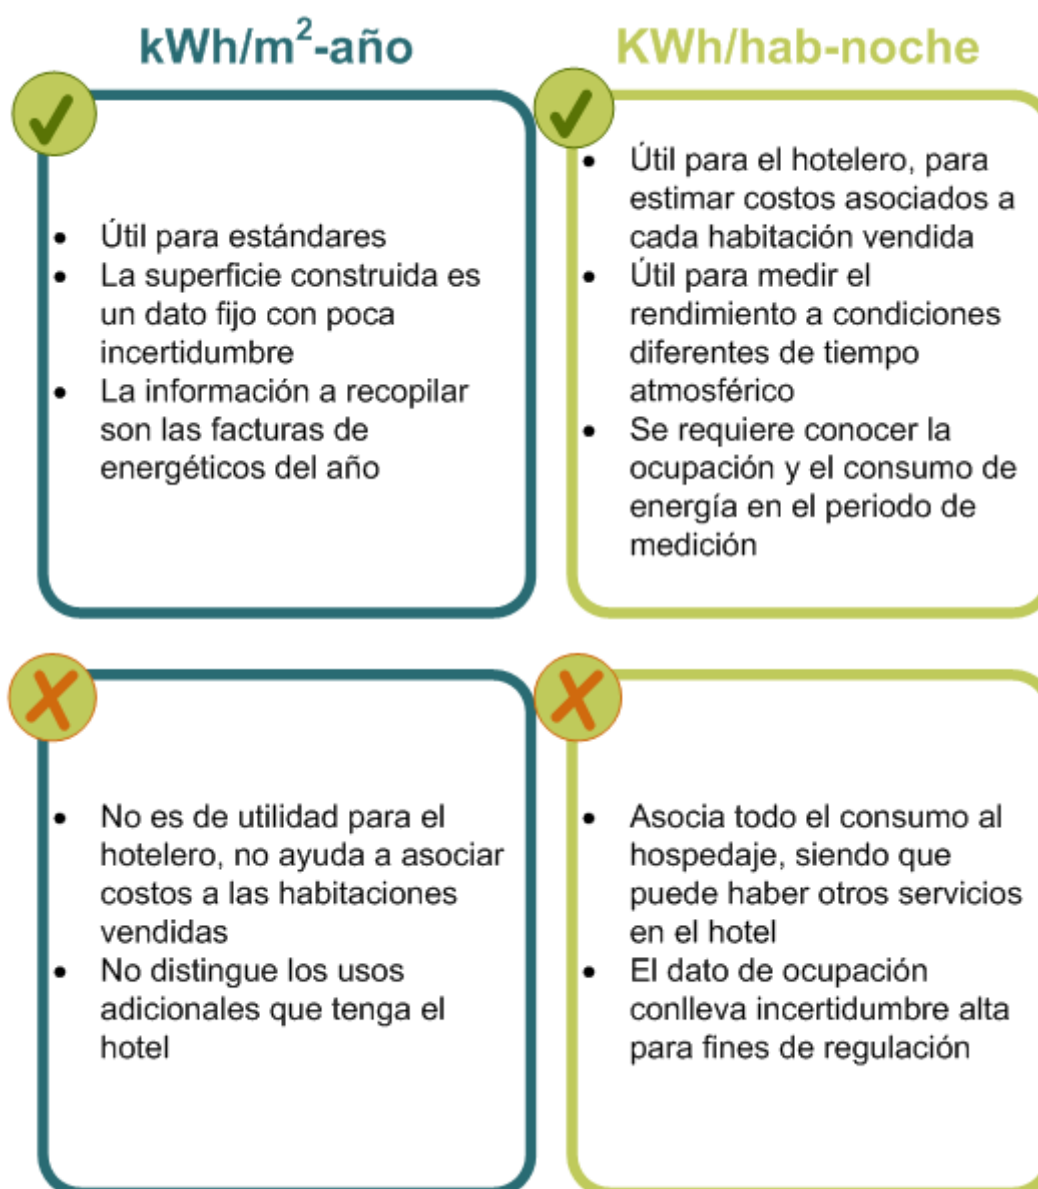 kWh/m²-año
KWh/hab-noche
• Útil para estándares
• La superficie construida es
un dato fijo con poca
incertidumbre
• La información a recopilar
son las facturas de
energéticos del año
• Útil para el hotelero, para
estimar costos asociados a
cada habitación vendida
• Útil para medir el
rendimiento a condiciones
diferentes de tiempo
atmosférico
• Se requiere conocer la
ocupación y el consumo de
energía en el periodo de
medición
• No es de utilidad para el
hotelero, no ayuda a asociar
costos a las habitaciones
vendidas
• No distingue los usos
adicionales que tenga el
hotel
• Asocia todo el consumo al
hospedaje, siendo que
puede haber otros servicios
en el hotel
• El dato de ocupación
conlleva incertidumbre alta
para fines de regulación